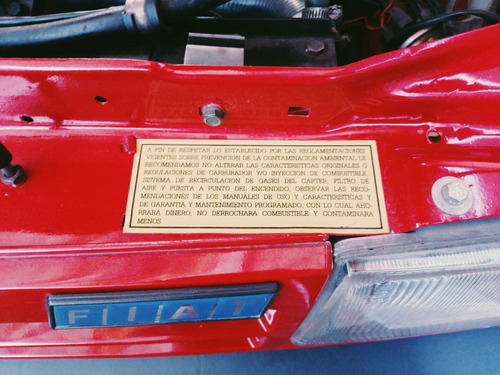 A FIN DE RESPETAR LO ESTABLECIDO POR LAS REGLAMENTACIONES
VIGENTES SOBRE PREVENCION DE LA CONTAMINACION AMBIENTAL, LE
RECOMENDAMOS NO ALTERAR LAS CARACTERISTICAS ORIGINALES O
REGULACIONES DE CARBURADOR Y/O INYECCION DE COMBUSTIBLE,
SISTEMA DE RECIRCULACION DE GASES DEL CARTER, FILTRO DE
AIRE Y PUESTA A PUNTO DEL ENCENDIDO, OBSERVAR LAS RECO-
MENDACIONES DE LOS MANUALES DE USO Y CARACTERISTICAS Y
DE GARANTIA Y MANTENIMIENTO PROGRAMADO, CON LO CUAL AHO-
RRARA DINERO, NO DERROCHARA COMBUSTIBLE Y CONTAMINARA
MENOS.
FIAT